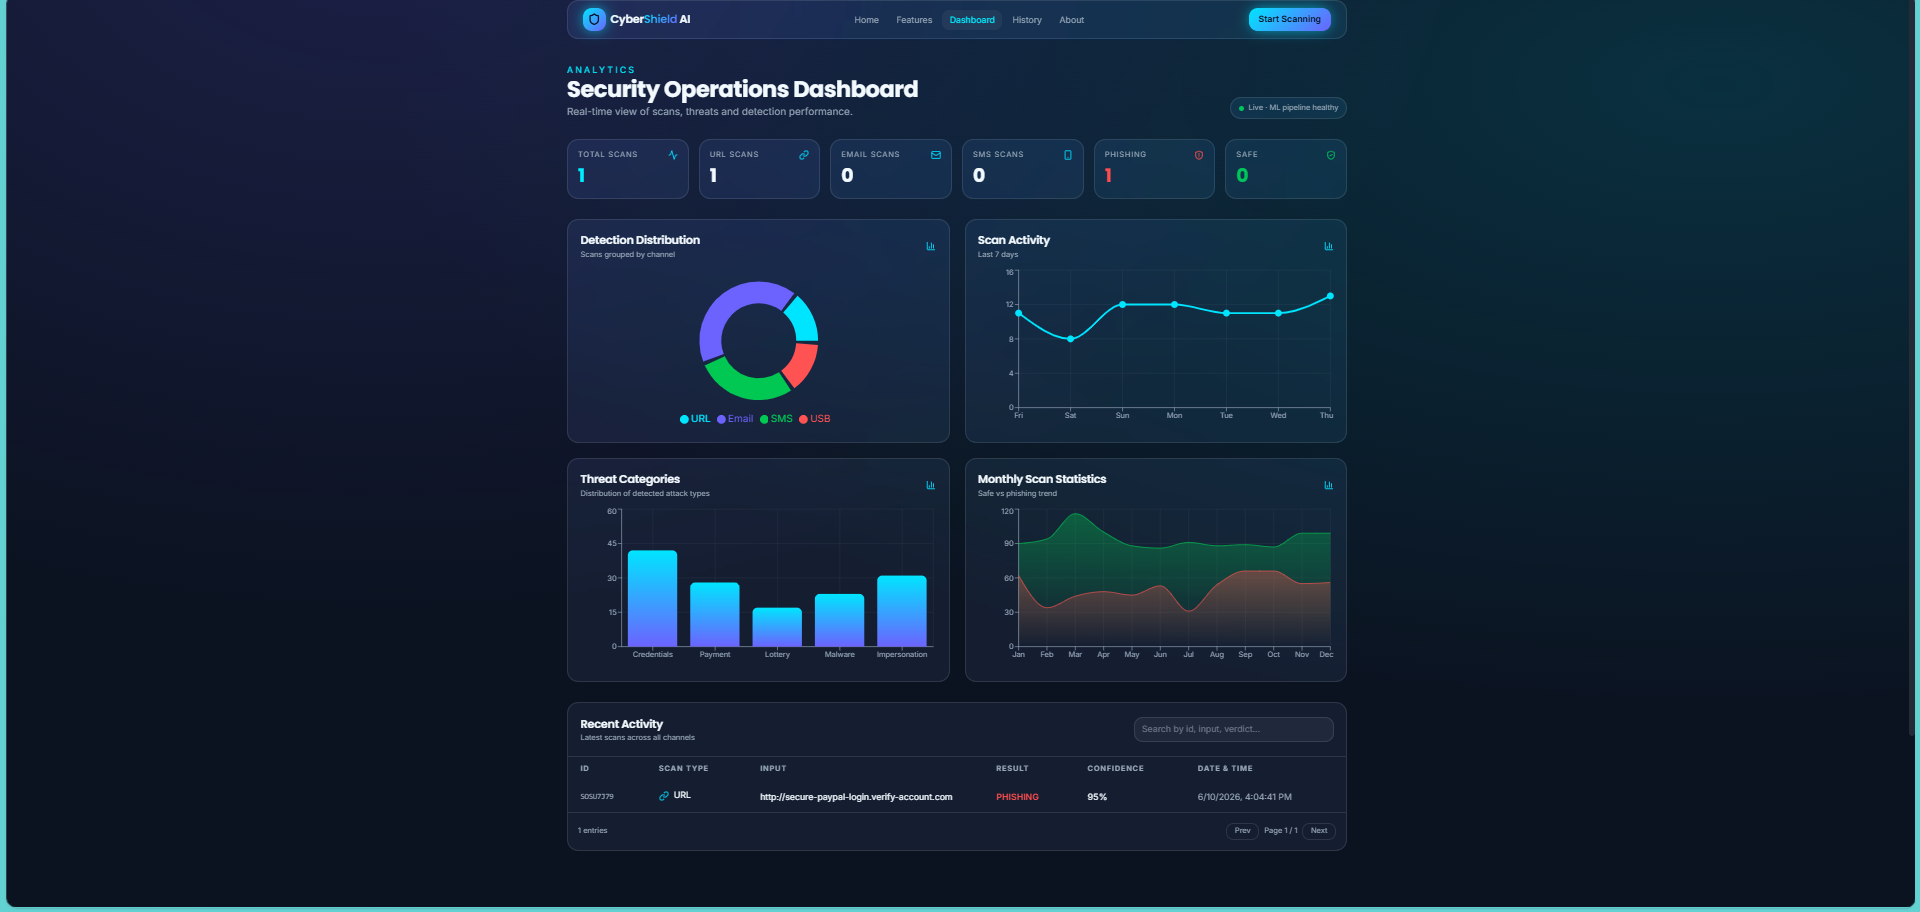 CyberShield AI
Home Features Dashboard History About
Start Scanning
ANALYTICS
Security Operations Dashboard
Real-time view of scans, threats and detection performance.
Live · ML pipeline healthy
TOTAL SCANS
1
URL SCANS
1
EMAIL SCANS
0
SMS SCANS
0
PHISHING
1
SAFE
0
Detection Distribution
Scans grouped by channel
URL Email SMS USB
Scan Activity
Last 7 days
16
12
8
4
0
Fri Sat Sun Mon Tue Wed Thu
Threat Categories
Distribution of detected attack types
60
45
30
15
0
Credentials Payment Lottery Malware Impersonation
Monthly Scan Statistics
Safe vs phishing trend
120
90
60
30
0
Jan Feb Mar Apr May Jun Jul Aug Sep Oct Nov Dec
Recent Activity
Latest scans across all channels
Search by id, input, verdict...
ID SCAN TYPE INPUT RESULT CONFIDENCE DATE & TIME
URL http://secure-paypal-login.verify-account.com PHISHING 95% 6/10/2026, 4:04:41 PM
1 entries
Prev Page 1 / 1 Next